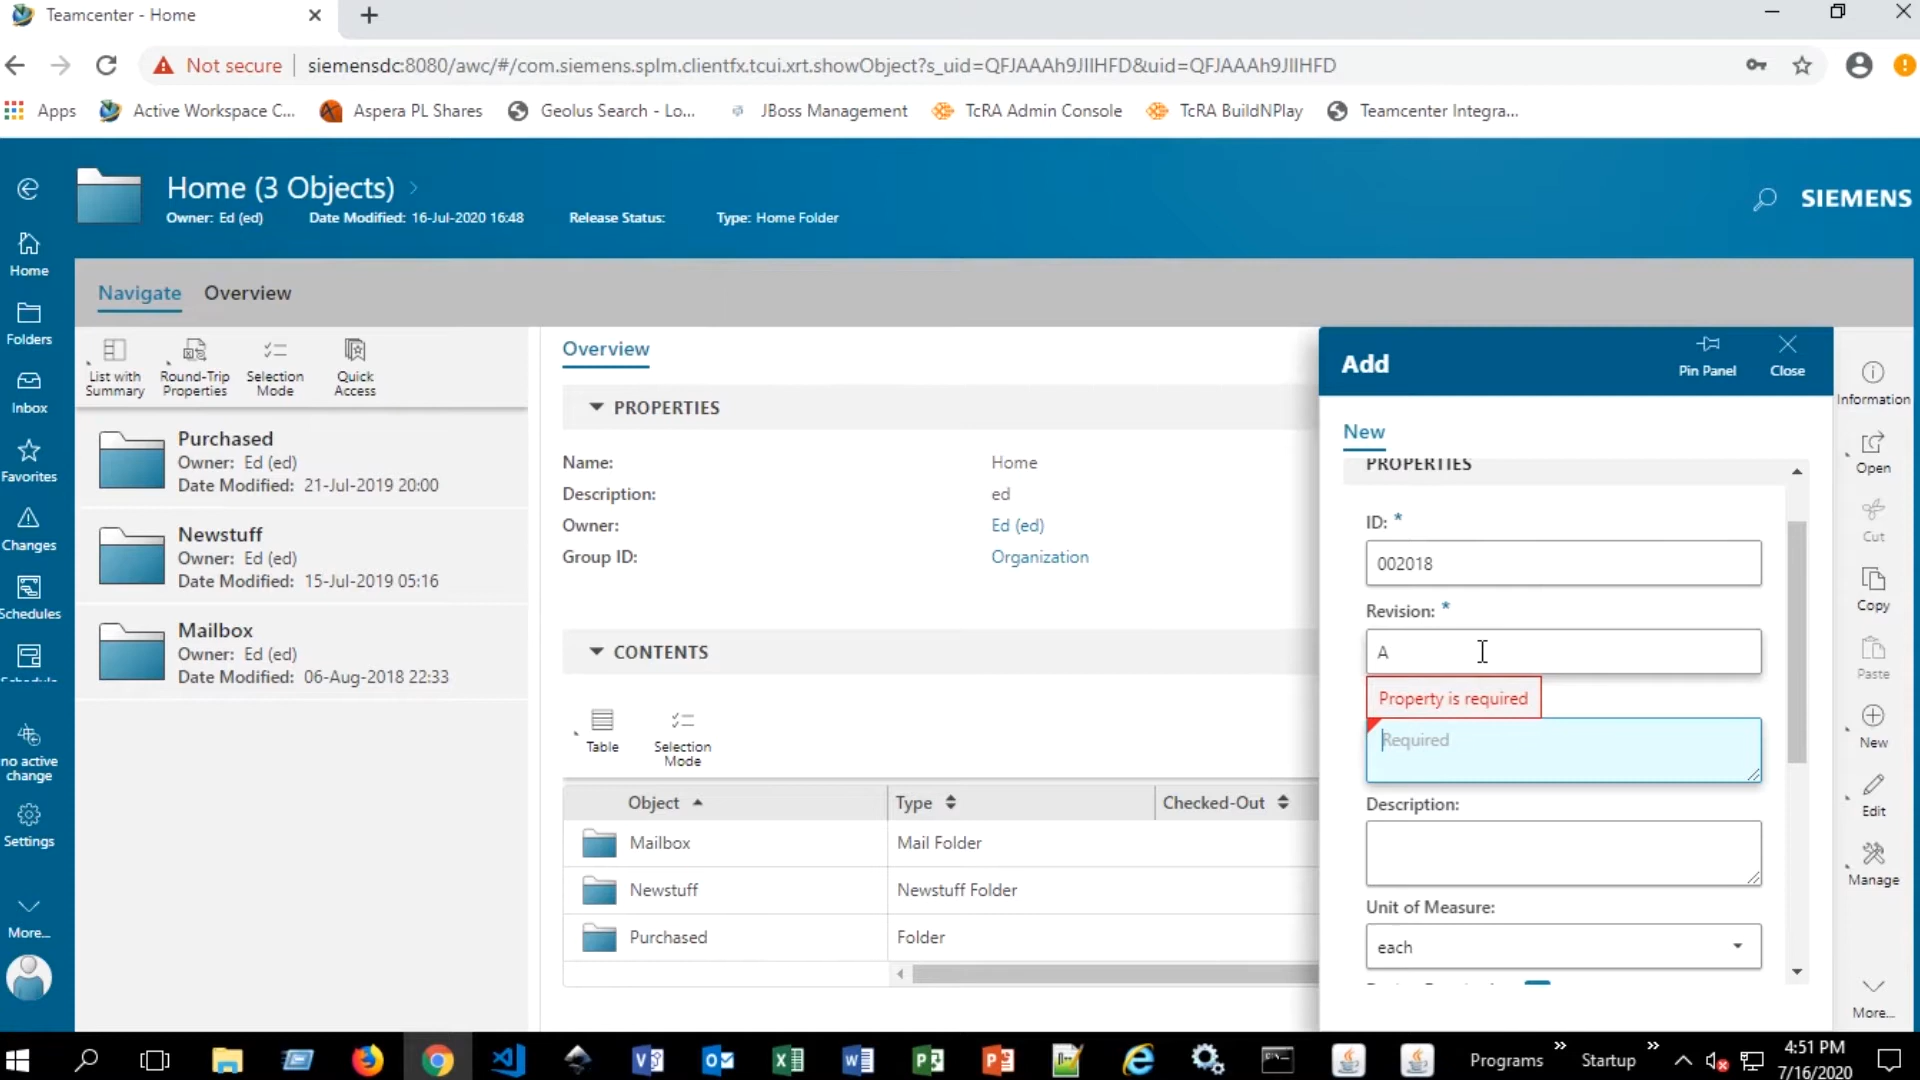 Teamcenter - Home
Not secure
siemensdc:8080/awc/#/com.siemens.splm.clientfx.tcui.xrt.showObject?s_uid=QFJAAAh9JIIHFD&uid=QFJAAAh9JIIHFD
Apps
Active Workspace C...
Aspera PL Shares
Geolus Search - Lo...
JBoss Management
TcRA Admin Console
TcRA BuildNPlay
Teamcenter Integra...
Home (3 Objects)
Owner: Ed (ed)
Date Modified: 16-Jul-2020 16:48
Release Status:
Type: Home Folder
SIEMENS
Home
Folders
Inbox
Favorites
Changes
Schedules
no active
change
Settings
More...
Navigate
Overview
List with
Summary
Round-Trip
Properties
Selection
Mode
Quick
Access
Purchased
Owner: Ed (ed)
Date Modified: 21-Jul-2019 20:00
Newstuff
Owner: Ed (ed)
Date Modified: 15-Jul-2019 05:16
Mailbox
Owner: Ed (ed)
Date Modified: 06-Aug-2018 22:33
Overview
PROPERTIES
Name: Home
Description: ed
Owner: Ed (ed)
Group ID: Organization
CONTENTS
Table
Selection
Mode
Object Type Checked-Out
Mailbox Mail Folder
Newstuff Newstuff Folder
Purchased Folder
Add
Pin Panel
Close
New
PROPERTIES
ID: *
002018
Revision: *
A
Property is required
Required
Description:
Unit of Measure:
each
Information
Open
Cut
Copy
Paste
New
Edit
Manage
More...
Programs
Startup
4:51 PM
7/16/2020